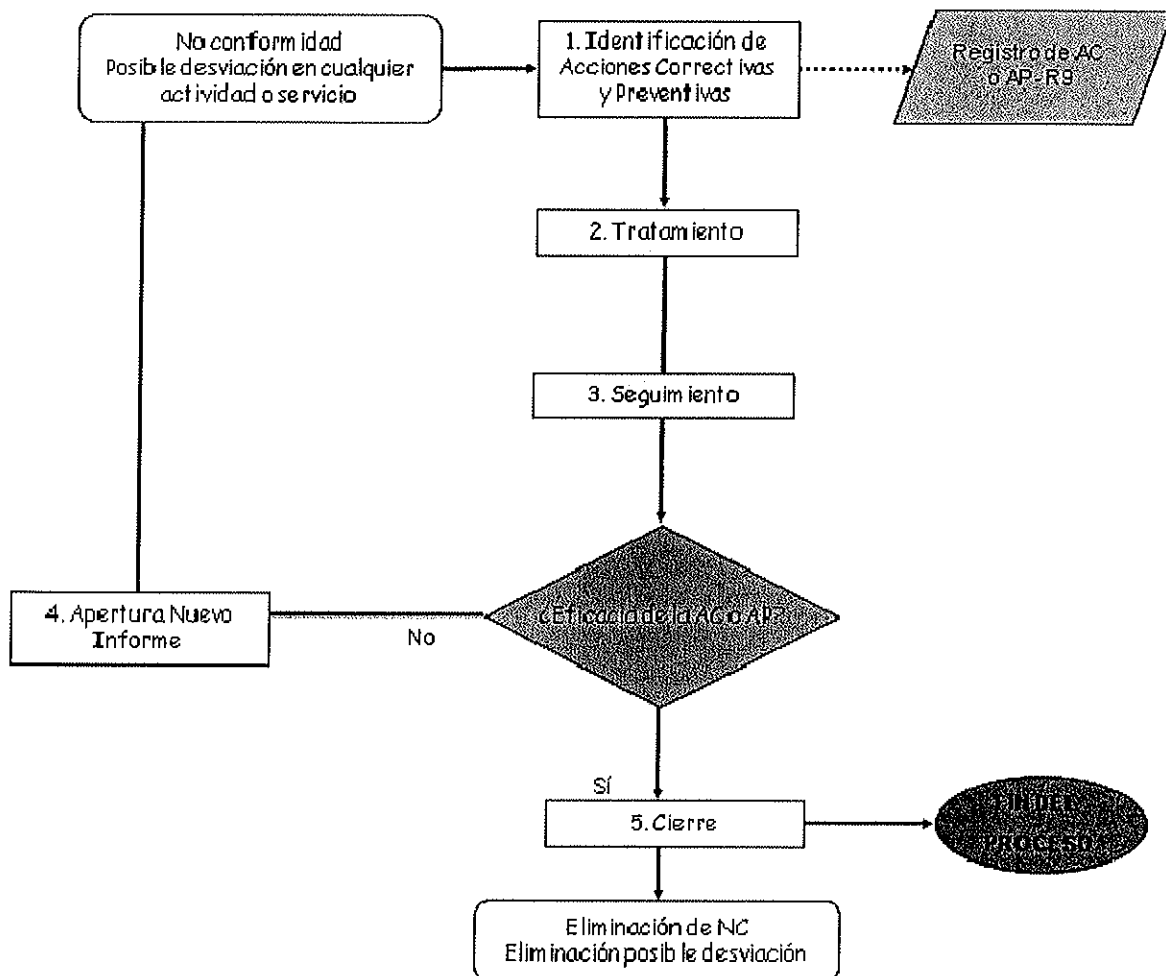 No conformidad
Posible desviación en cualquier
actividad o servicio
1. Identificación de
Acciones Correctivas
y Preventivas
Registro de AC
o AP-R9
2. Tratamiento
3. Seguimiento
¿Eficacia de la AC o AP?
4. Apertura Nuevo
Informe
No
Sí
5. Cierre
FIN DEL
PROCESO
Eliminación de NC
Eliminación posible desviación